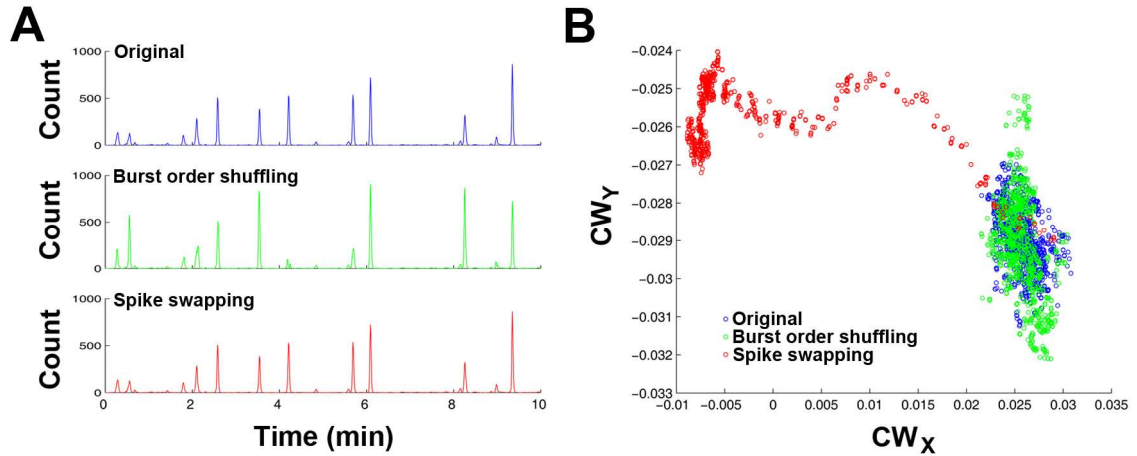 A
Original
1000
500
0
Count
Burst order shuffling
1000
500
0
Count
Spike swapping
1000
500
0
Count
0 2 4 6 8 10
Time (min)
B
−0.024
−0.025
−0.026
−0.027
−0.028
−0.029
−0.03
−0.031
−0.032
−0.033
CWY
Original
Burst order shuffling
Spike swapping
−0.01 −0.005 0 0.005 0.01 0.015 0.02 0.025 0.03 0.035
CWX